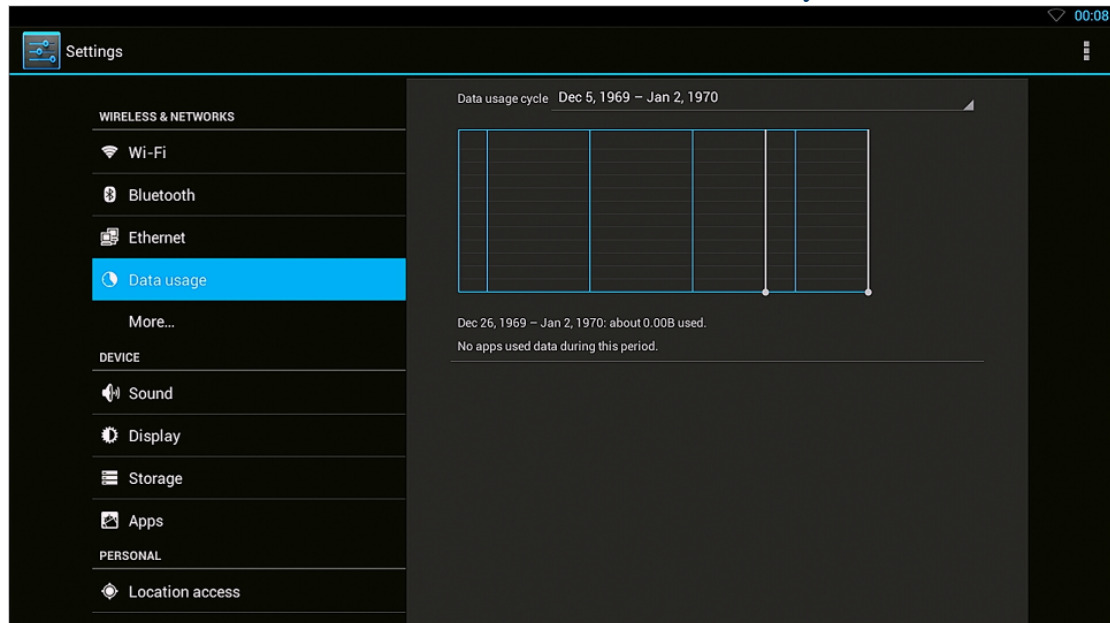 00:08
Settings
WIRELESS & NETWORKS
Wi-Fi
Bluetooth
Ethernet
Data usage
More...
DEVICE
Sound
Display
Storage
Apps
PERSONAL
Location access
Data usage cycle Dec 5, 1969 – Jan 2, 1970
Dec 26, 1969 – Jan 2, 1970: about 0.00B used.
No apps used data during this period.